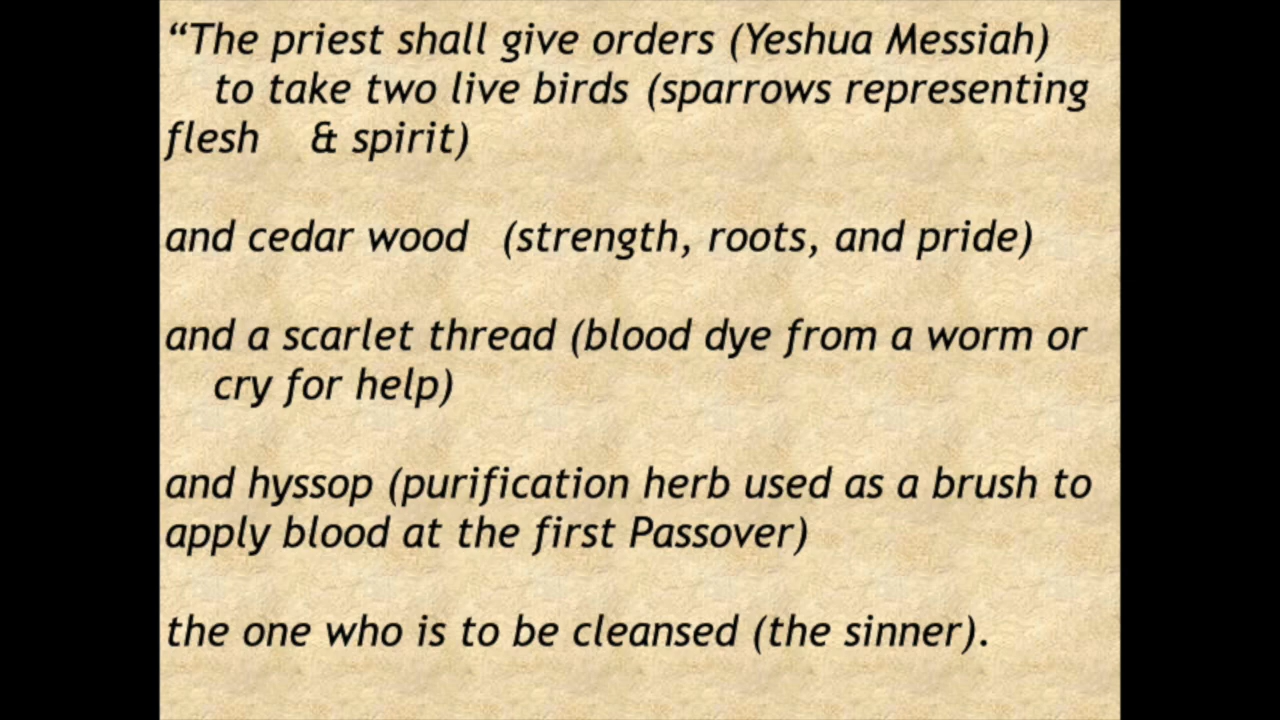 “The priest shall give orders (Yeshua Messiah)
to take two live birds (sparrows representing
flesh & spirit)
and cedar wood (strength, roots, and pride)
and a scarlet thread (blood dye from a worm or
cry for help)
and hyssop (purification herb used as a brush to
apply blood at the first Passover)
the one who is to be cleansed (the sinner).